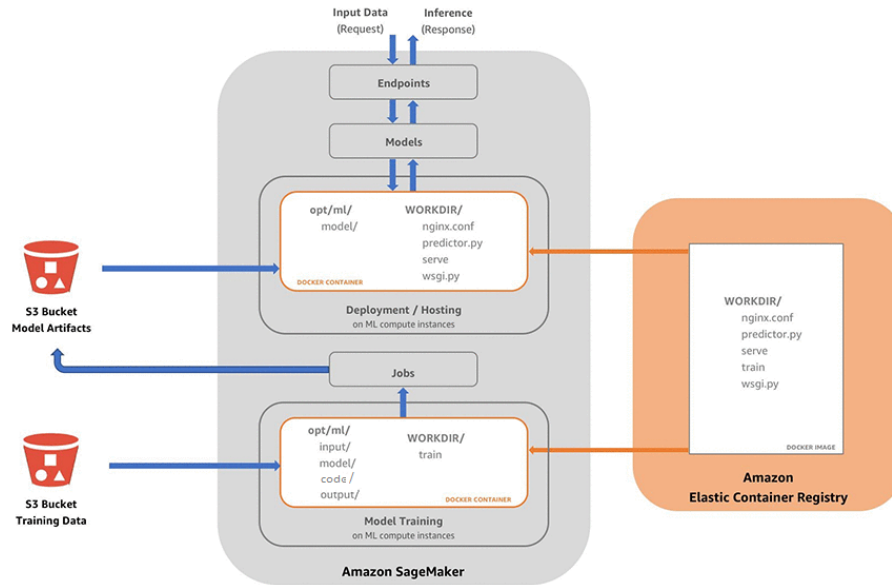 Input Data
(Request)
Inference
(Response)
Endpoints
Models
opt/ml/
model/
WORKDIR/
nginx.conf
predictor.py
serve
wsgi.py
DOCKER CONTAINER
Deployment / Hosting
on ML compute instances
S3 Bucket
Model Artifacts
Jobs
opt/ml/
input/
model/
code/
output/
WORKDIR/
train
DOCKER CONTAINER
Model Training
on ML compute instances
S3 Bucket
Training Data
Amazon SageMaker
WORKDIR/
nginx.conf
predictor.py
serve
train
wsgi.py
DOCKER IMAGE
Amazon
Elastic Container Registry